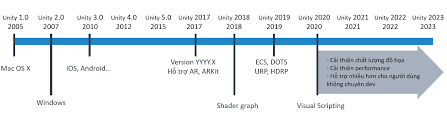 Unity 1.0 Unity 2.0 Unity 3.0 Unity 4.0 Unity 5.0 Unity 2017 Unity 2018 Unity 2019 Unity 2020 Unity 2021 Unity 2022 Unity 2023
2005 2007 2010 2012 2015 2017 2018 2019 2020 2021 2022 2023
Mac OS X
Windows
iOS, Android...
Version YYYY.X
Hỗ trợ AR, ARKit
Shader graph
ECS, DOTS
URP, HDRP
Visual Scripting
- Cải thiện chất lượng đồ họa
- Cải thiện performance
- Hỗ trợ nhiều hơn cho người dùng
không chuyên dev